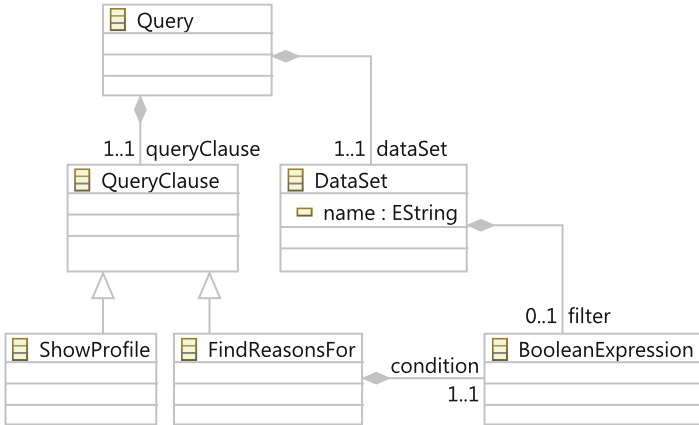 Query
1..1 queryClause
1..1 dataSet
QueryClause
DataSet
name : EString
0..1 filter
ShowProfile
FindReasonsFor
condition
1..1
BooleanExpression